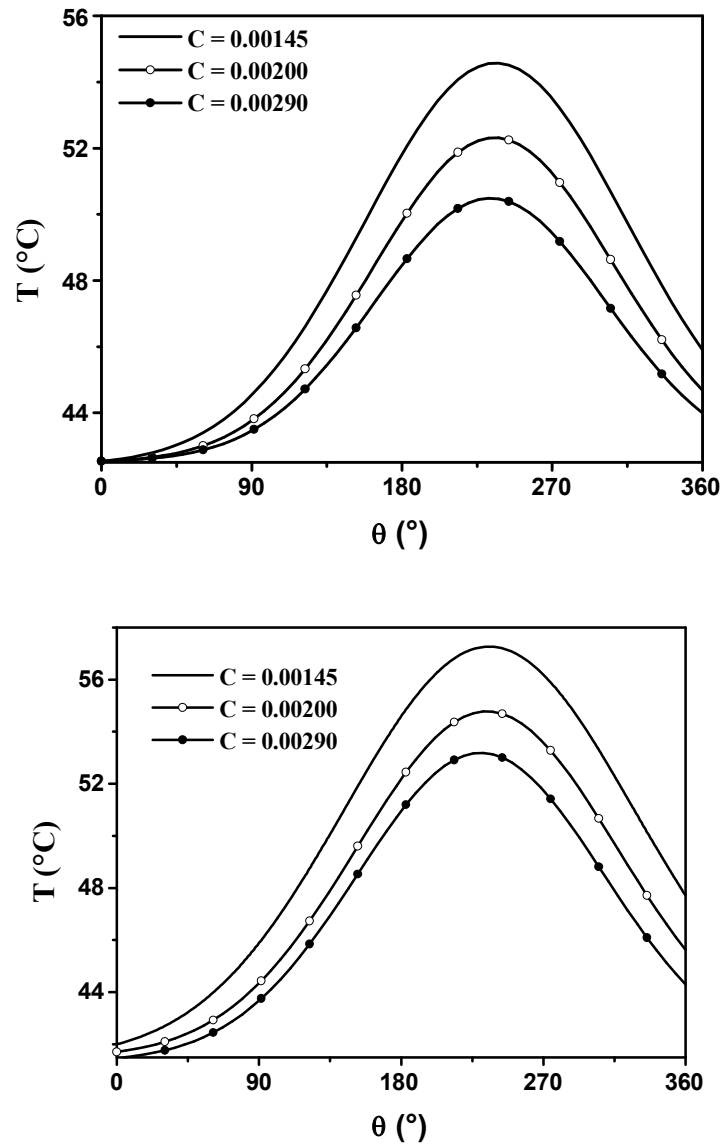 56
52
48
44
T (°C)
C = 0.00145
C = 0.00200
C = 0.00290
0 90 180 270 360
θ (°)
56
52
48
44
T (°C)
C = 0.00145
C = 0.00200
C = 0.00290
0 90 180 270 360
θ (°)